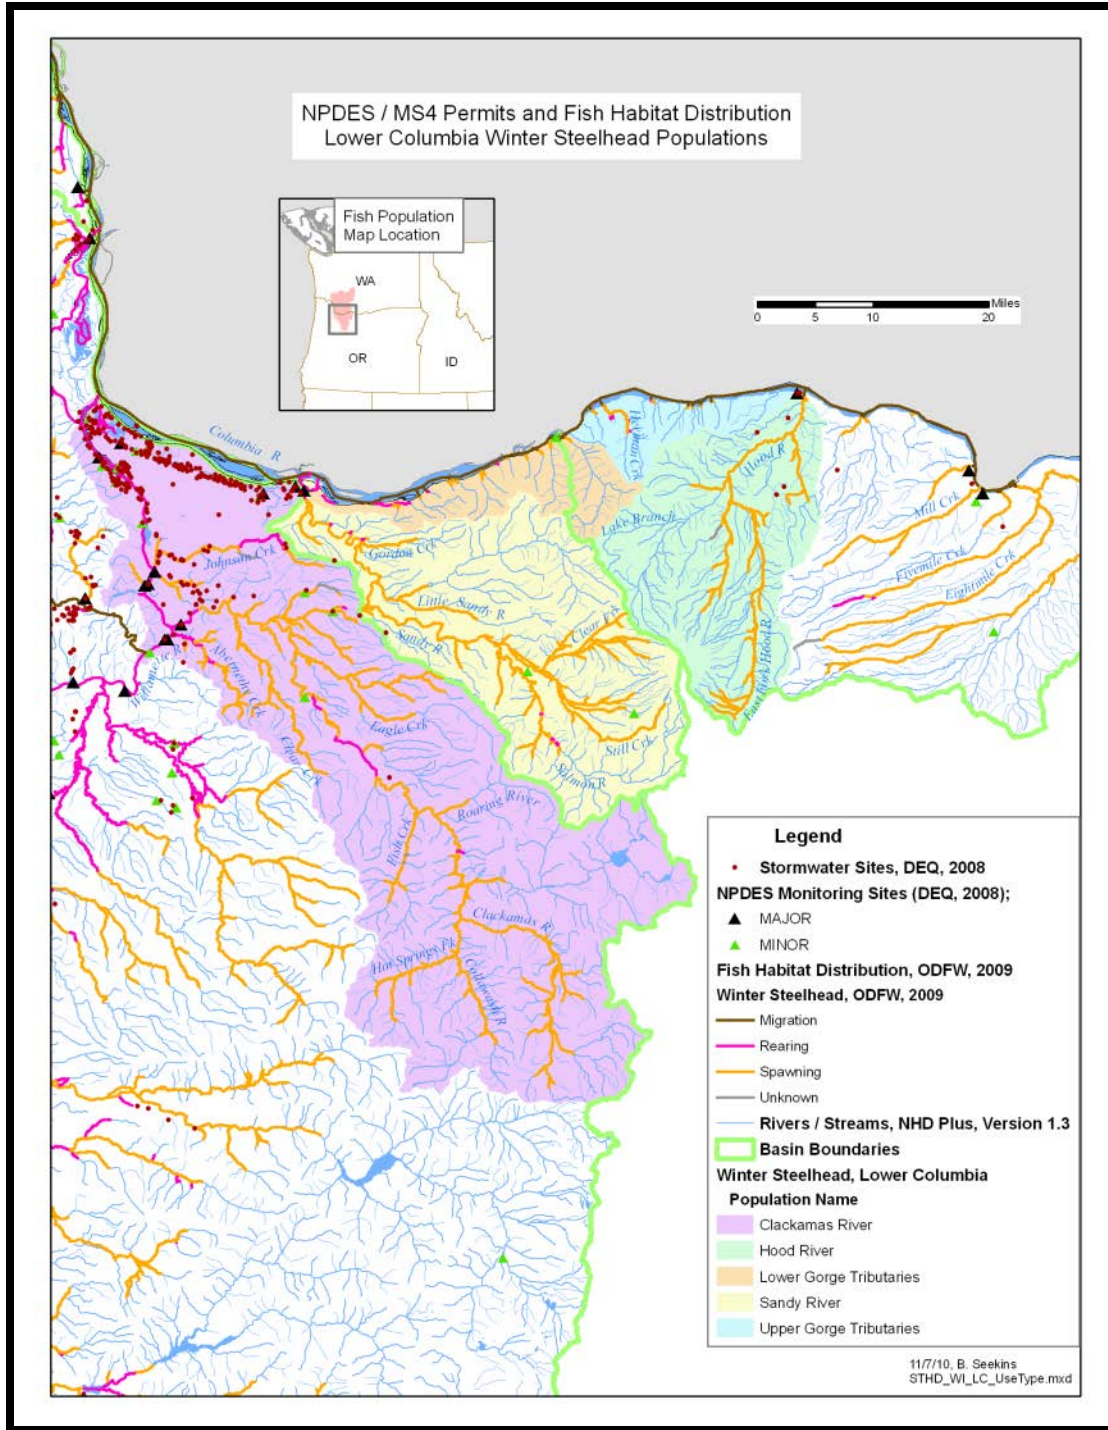 NPDES / MS4 Permits and Fish Habitat Distribution
Lower Columbia Winter Steelhead Populations
Fish Population
Map Location
WA
OR
ID
Miles
0 5 10 20
Columbia R
Herman Crk
Hood R
Lake Branch
Mill Crk
Fivemile Crk
Eightmile Crk
Johnson Crk
Gordon Crk
Little Sandy R
Clear Frk
Sandy R
East Fork Hood R
Willamette R
Abernethy Crk
Eagle Crk
Still Crk
Clear Crk
Salmon R
Roaring River
Fish Crk
Clackamas R
Hot Springs Fk
Collawash R
Legend
Stormwater Sites, DEQ, 2008
NPDES Monitoring Sites (DEQ, 2008);
MAJOR
MINOR
Fish Habitat Distribution, ODFW, 2009
Winter Steelhead, ODFW, 2009
Migration
Rearing
Spawning
Unknown
Rivers / Streams, NHD Plus, Version 1.3
Basin Boundaries
Winter Steelhead, Lower Columbia
Population Name
Clackamas River
Hood River
Lower Gorge Tributaries
Sandy River
Upper Gorge Tributaries
11/7/10, B. Seekins
STHD_WI_LC_UseType.mxd